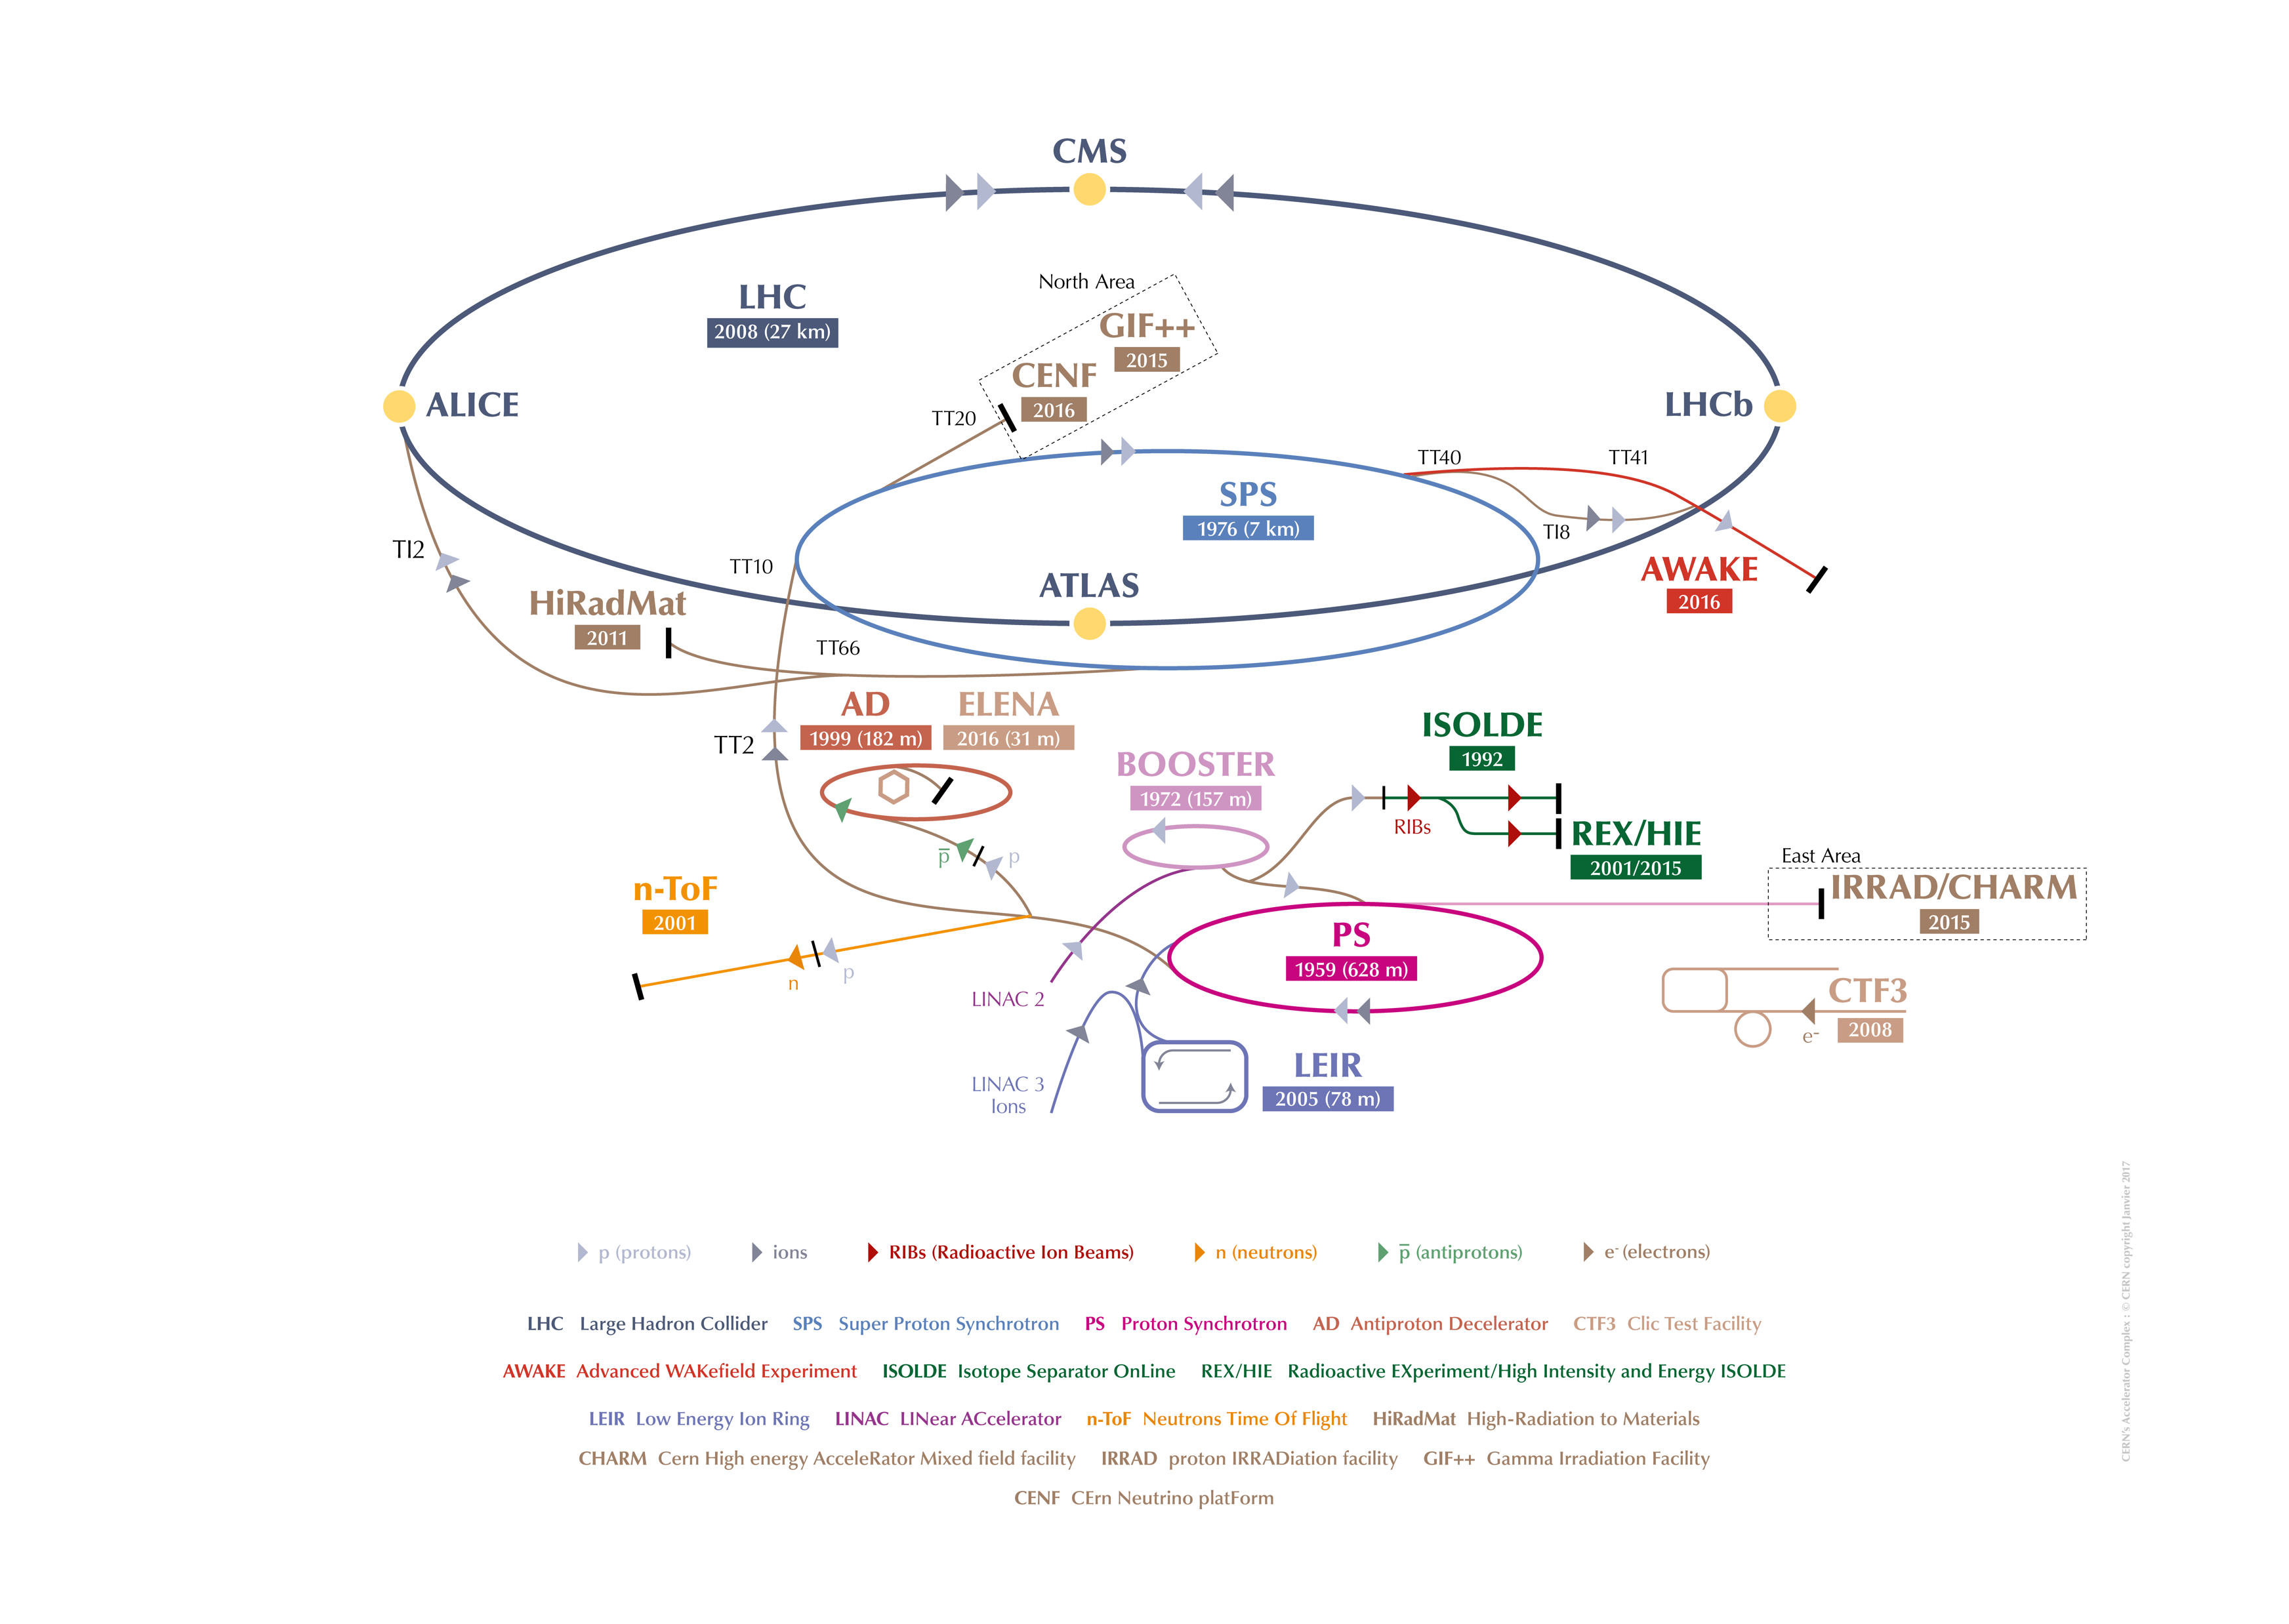 CMS
North Area
LHC
2008 (27 km)
GIF++
2015
CENF
2016
ALICE
LHCb
TT20
TT40
TT41
SPS
1976 (7 km)
TI8
TI2
TT10
ATLAS
AWAKE
2016
HiRadMat
2011
TT66
AD
1999 (182 m)
ELENA
2016 (31 m)
TT2
ISOLDE
1992
BOOSTER
1972 (157 m)
RIBs
REX/HIE
2001/2015
p̅
p
East Area
IRRAD/CHARM
2015
n-ToF
2001
n
p
PS
1959 (628 m)
LINAC 2
CTF3
2008
e-
LEIR
2005 (78 m)
LINAC 3
Ions
p (protons) ions RIBs (Radioactive Ion Beams) n (neutrons) p̅ (antiprotons) e- (electrons)
LHC Large Hadron Collider SPS Super Proton Synchrotron PS Proton Synchrotron AD Antiproton Decelerator CTF3 Clic Test Facility
AWAKE Advanced WAKefield Experiment ISOLDE Isotope Separator OnLine REX/HIE Radioactive EXperiment/High Intensity and Energy ISOLDE
LEIR Low Energy Ion Ring LINAC LINear ACcelerator n-ToF Neutrons Time Of Flight HiRadMat High-Radiation to Materials
CHARM Cern High energy AcceleRator Mixed field facility IRRAD proton IRRADiation facility GIF++ Gamma Irradiation Facility
CENF CErn Neutrino platForm
CERN's Accelerator Complex : © CERN copyright Janvier 2017